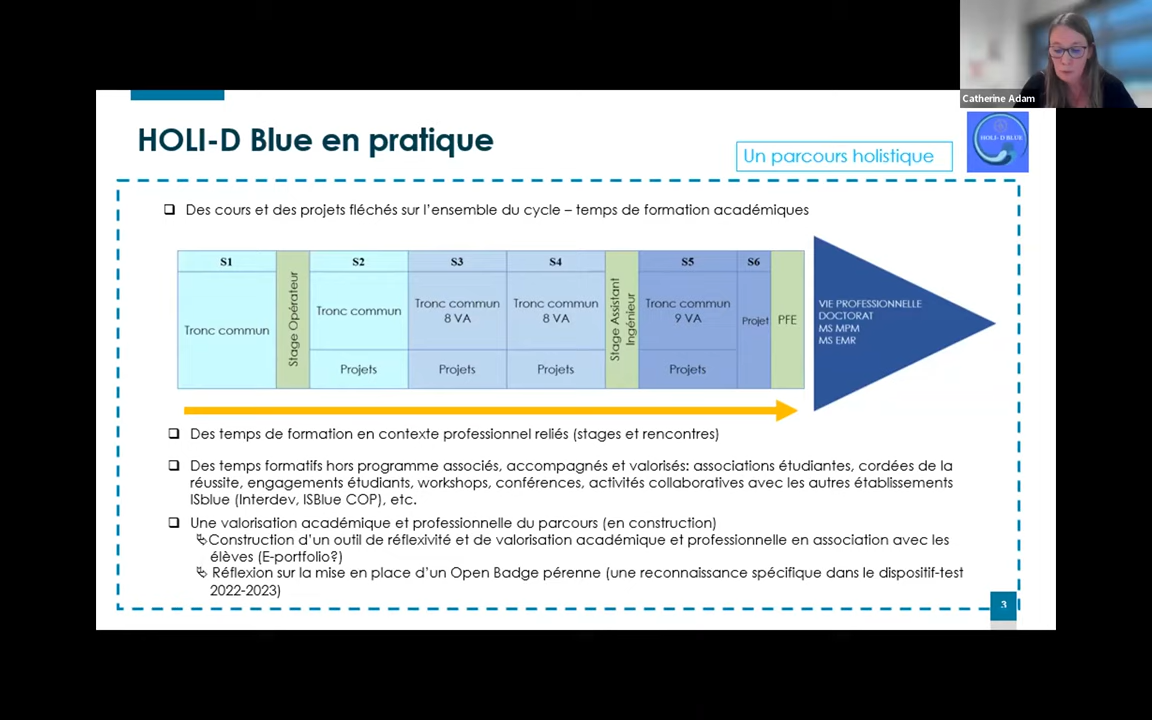 Catherine Adam
HOLI-D Blue en pratique
Un parcours holistique
HOLI-D BLUE
❑ Des cours et des projets fléchés sur l'ensemble du cycle – temps de formation académiques
S1
Stage Opérateur
S2
S3
S4
Stage Assistant
Ingénieur
S5
S6
PFE
Tronc commun
Tronc commun
Tronc commun
8 VA
Tronc commun
8 VA
Tronc commun
9 VA
Projet
Projets
Projets
Projets
Projets
VIE PROFESSIONNELLE
DOCTORAT
MS MPM
MS EMR
❑ Des temps de formation en contexte professionnel reliés (stages et rencontres)
❑ Des temps formatifs hors programme associés, accompagnés et valorisés: associations étudiantes, cordées de la
réussite, engagements étudiants, workshops, conférences, activités collaboratives avec les autres établissements
ISblue (Interdev, ISBlue COP), etc.
❑ Une valorisation académique et professionnelle du parcours (en construction)
Construction d'un outil de réflexivité et de valorisation académique et professionnelle en association avec les
élèves (E-portfolio?)
Réflexion sur la mise en place d'un Open Badge pérenne (une reconnaissance spécifique dans le dispositif-test
2022-2023)
3